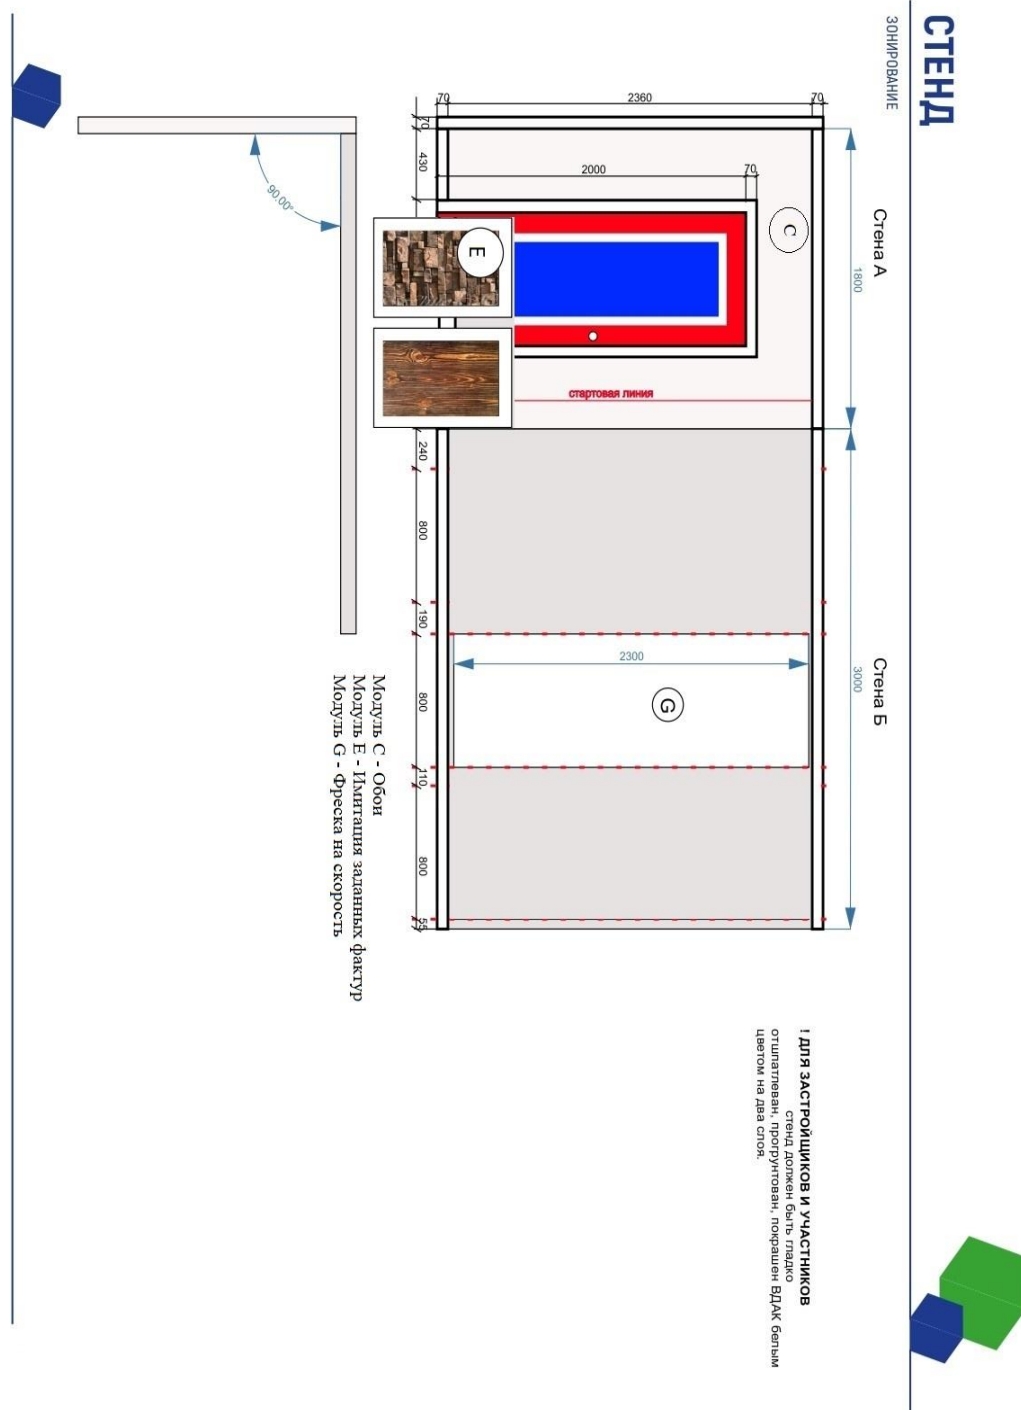 СТЕНД
ЗОНИРОВАНИЕ
Стена А
Стена Б
1800
3000
70
2360
70
70
430
2000
70
C
E
стартовая линия
90.00°
240
800
190
800
110
800
55
2300
G
Модуль C - Обои
Модуль E - Имитация заданных фактур
Модуль G - Фреска на скорость
! ДЛЯ ЗАСТРОЙЩИКОВ И УЧАСТНИКОВ
стенд должен быть гладко
отшпатлеван, прогрунтован, покрашен ВДАК белым
цветом на два слоя.